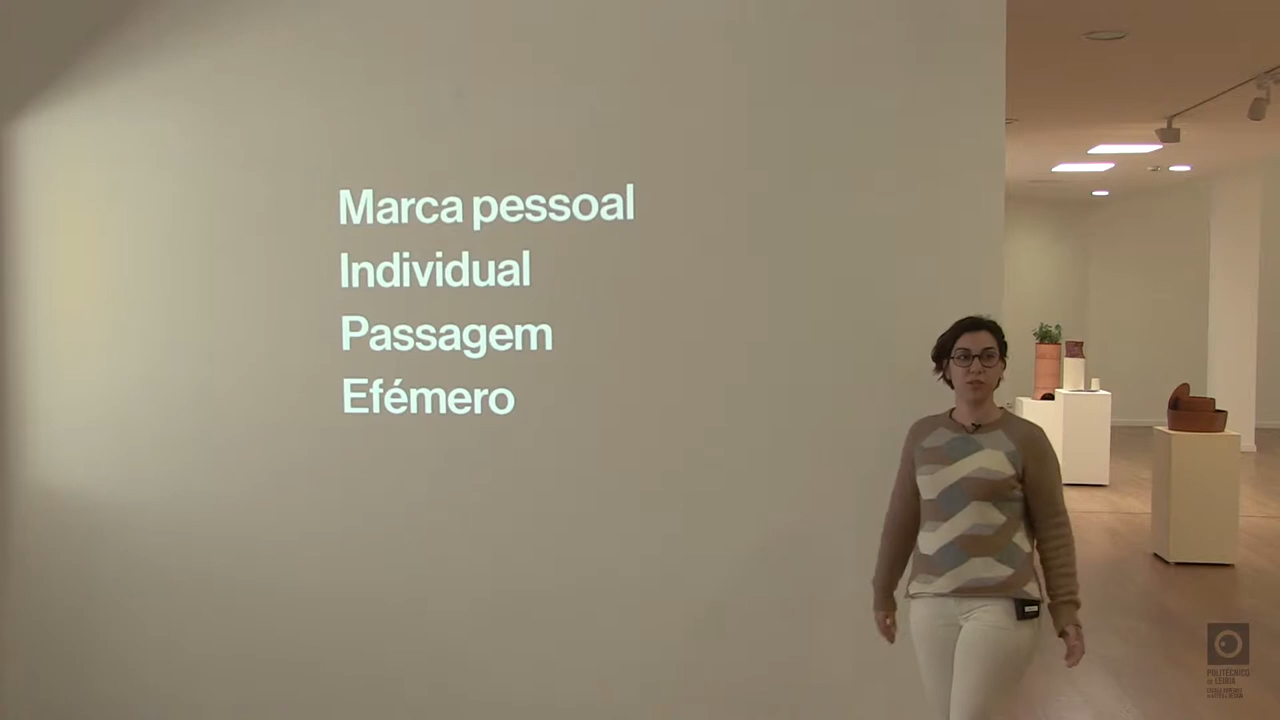 Marca pessoal
Individual
Passagem
Efémero
POLITÉCNICO
DE LEIRIA